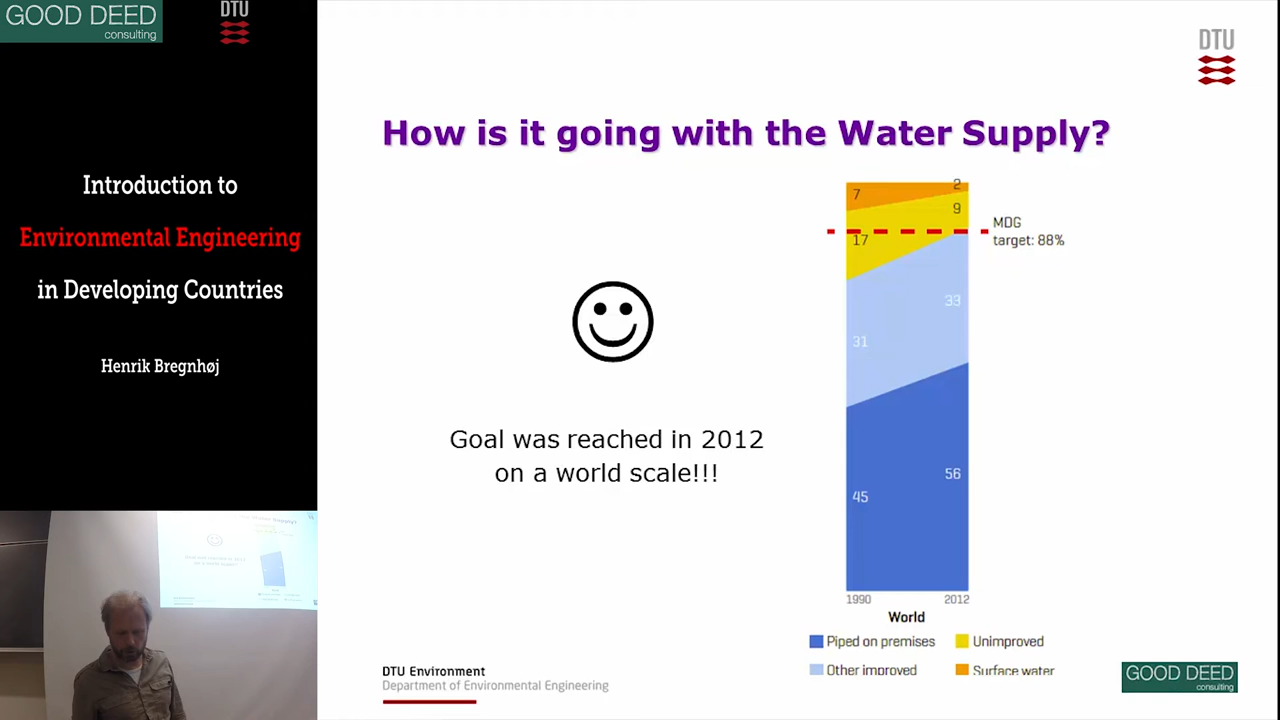 GOOD DEED
consulting
DTU
Introduction to
Environmental Engineering
in Developing Countries
Henrik Bregnhøj
DTU
How is it going with the Water Supply?
Goal was reached in 2012
on a world scale!!!
7
2
9
17
MDG
target: 88%
33
31
56
45
1990
2012
World
Piped on premises
Unimproved
Other improved
Surface water
DTU Environment
Department of Environmental Engineering
GOOD DEED
consulting